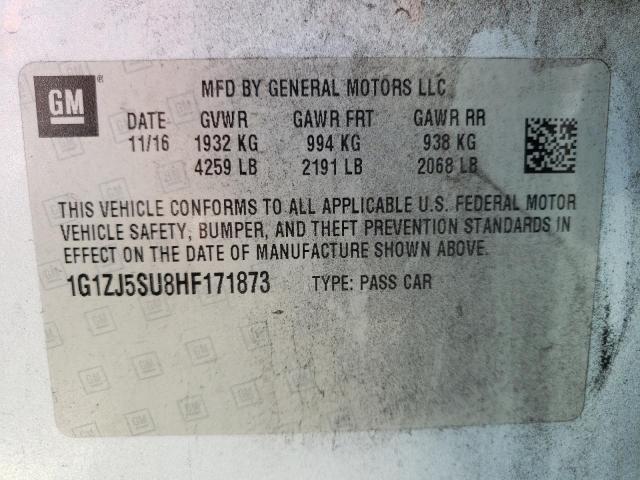 GM ®
MFD BY GENERAL MOTORS LLC
DATE GVWR GAWR FRT GAWR RR
11/16 1932 KG 994 KG 938 KG
4259 LB 2191 LB 2068 LB
THIS VEHICLE CONFORMS TO ALL APPLICABLE U.S. FEDERAL MOTOR
VEHICLE SAFETY, BUMPER, AND THEFT PREVENTION STANDARDS IN
EFFECT ON THE DATE OF MANUFACTURE SHOWN ABOVE.
1G1ZJ5SU8HF171873 TYPE: PASS CAR